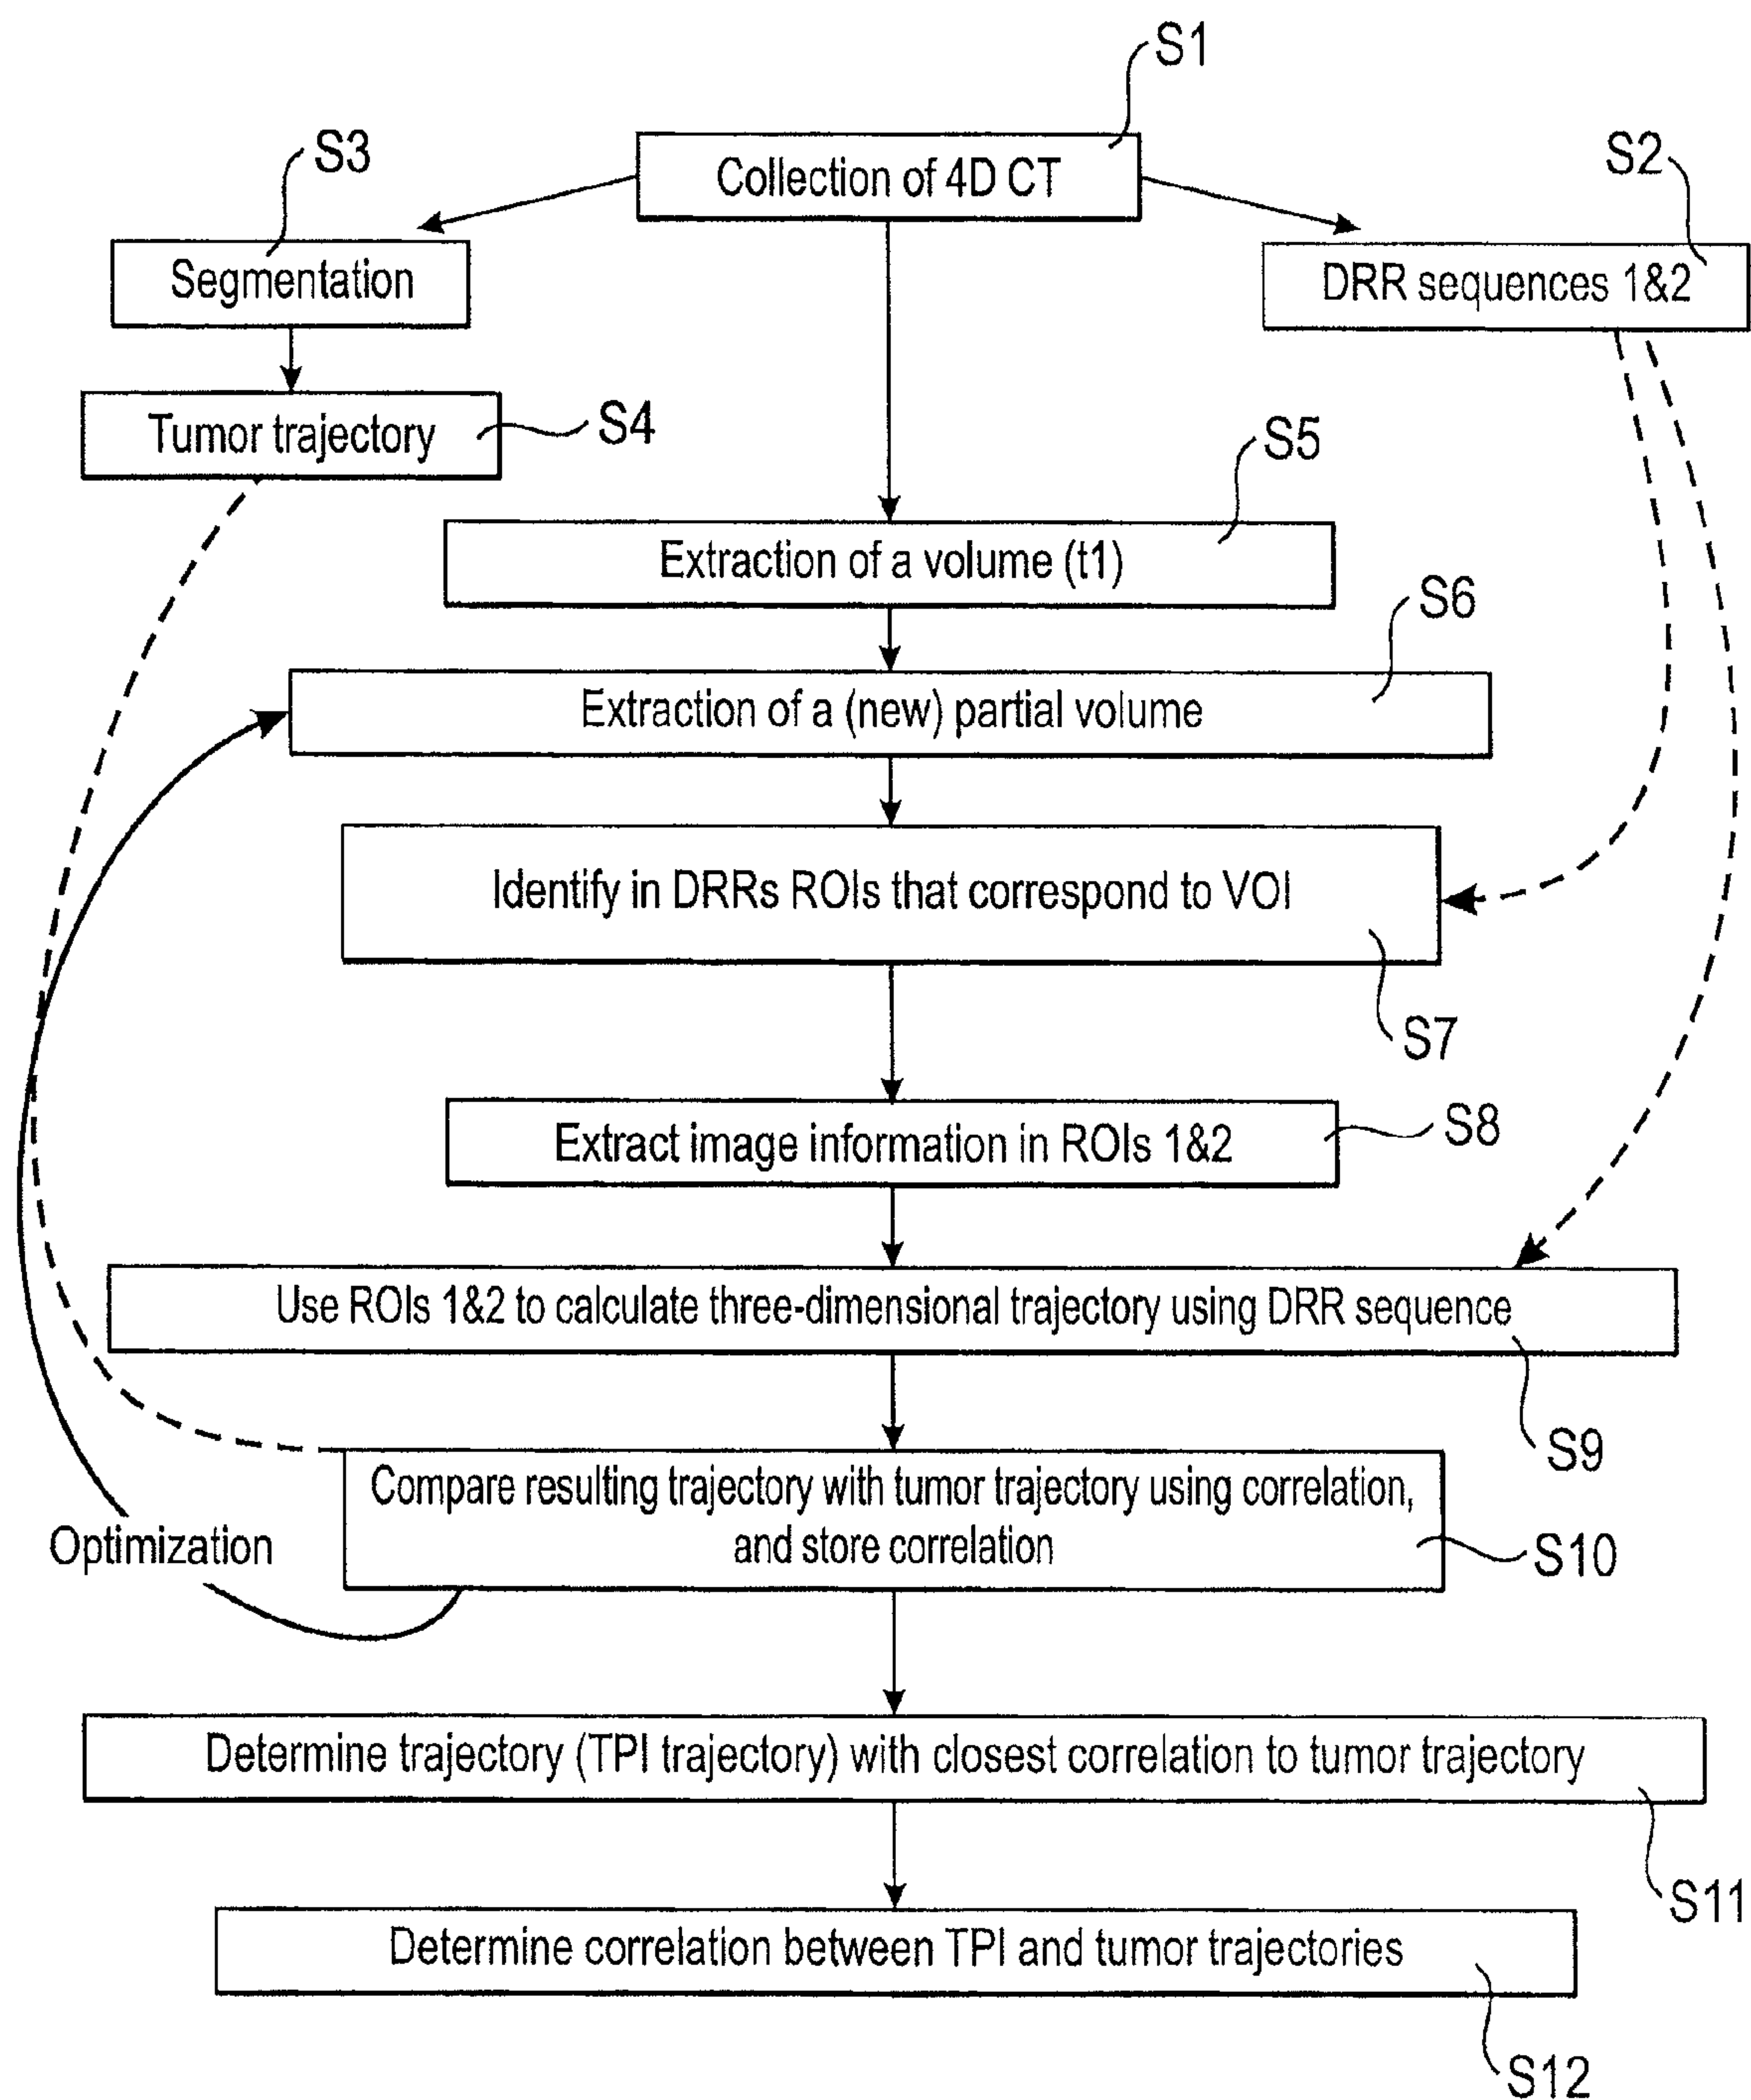 S1
Collection of 4D CT
S3
S2
Segmentation
DRR sequences 1&2
Tumor trajectory
S4
S5
Extraction of a volume (t1)
S6
Extraction of a (new) partial volume
Identify in DRRs ROIs that correspond to VOI
S7
Extract image information in ROIs 1&2
S8
Use ROIs 1&2 to calculate three-dimensional trajectory using DRR sequence
S9
Compare resulting trajectory with tumor trajectory using correlation,
and store correlation
Optimization
S10
Determine trajectory (TPI trajectory) with closest correlation to tumor trajectory
S11
Determine correlation between TPI and tumor trajectories
S12